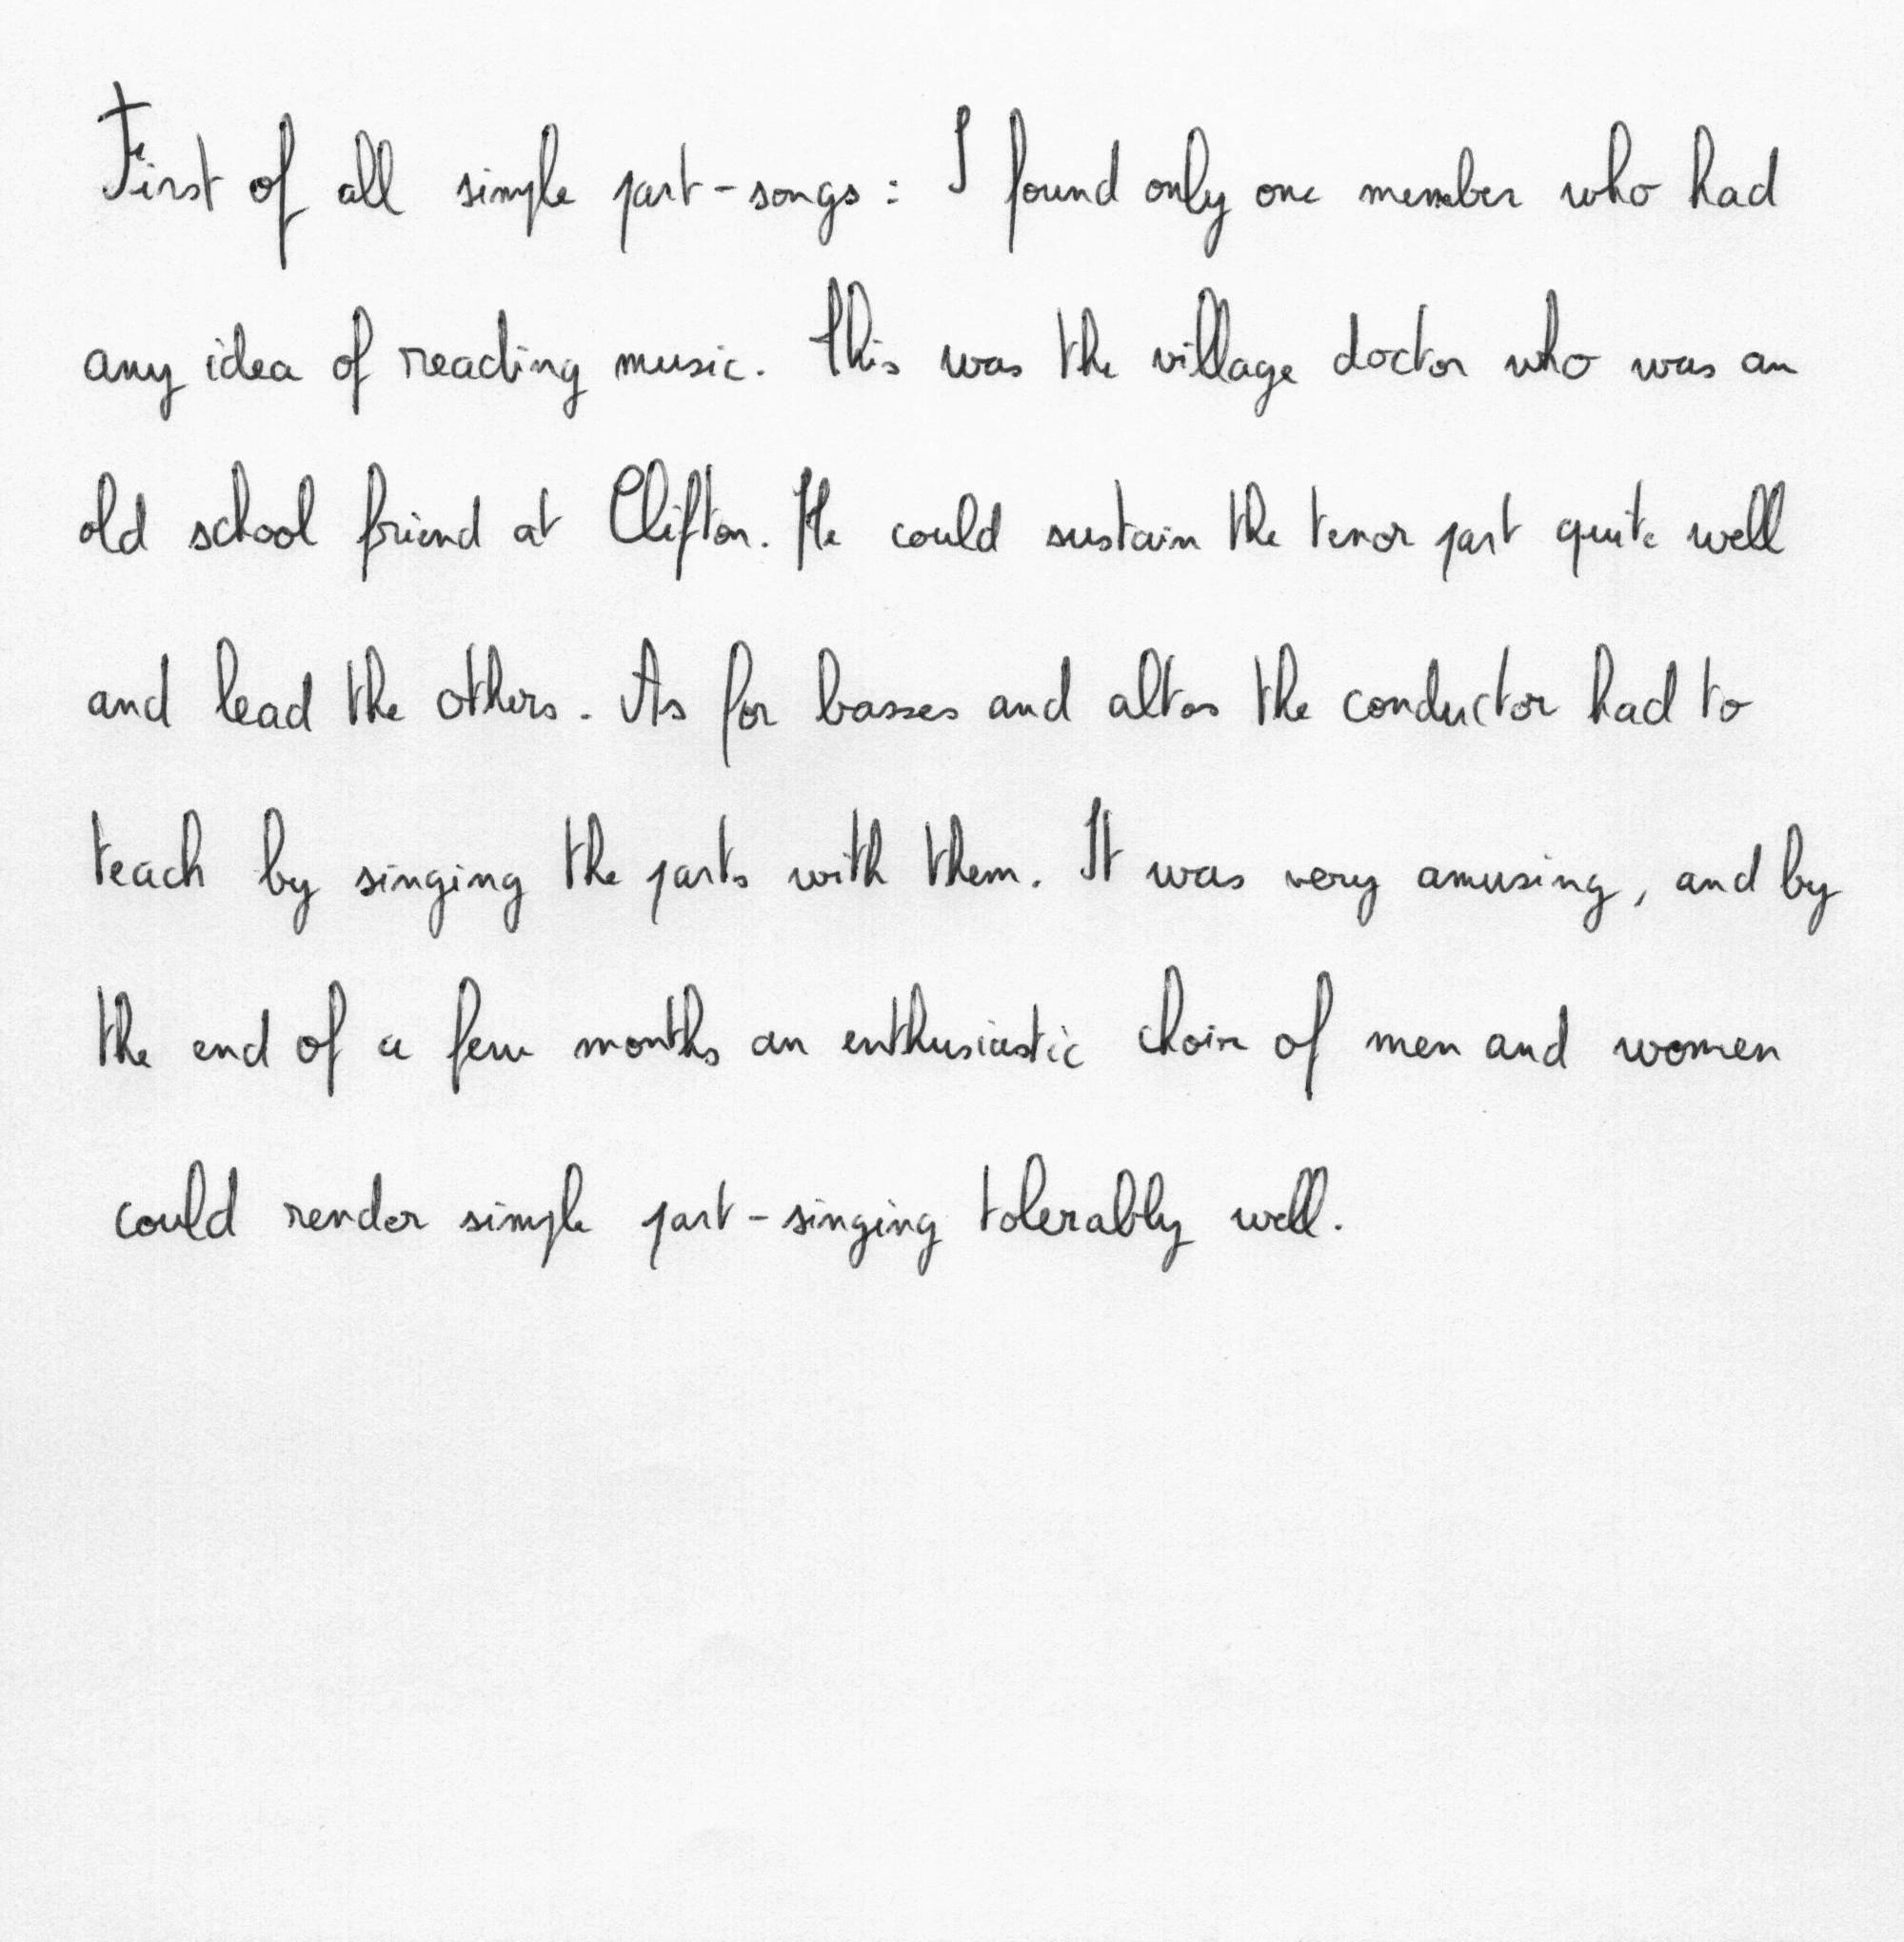 First of all simple part-songs: I found only one member who had
any idea of reading music. This was the village doctor who was an
old school friend at Clifton. He could sustain the tenor part quite well
and lead the others. As for basses and altos the conductor had to
teach by singing the parts with them. It was very amusing, and by
the end of a few months an enthusiastic choir of men and women
could render simple part-singing tolerably well.